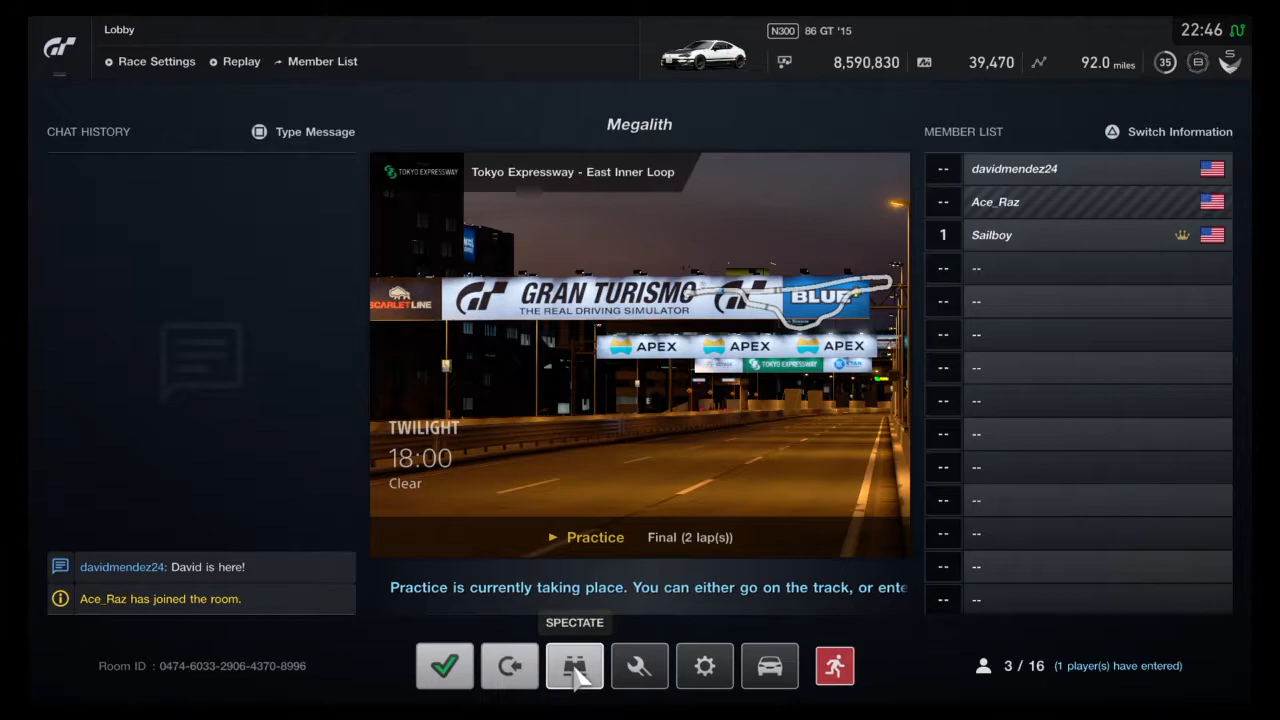 Lobby
Race Settings Replay Member List
N300 86 GT '15
8,590,830 39,470 92.0 miles 35 B S
22:46
CHAT HISTORY Type Message
Megalith
MEMBER LIST Switch Information
TOKYO EXPRESSWAY Tokyo Expressway - East Inner Loop
SCARLETLINE
GT GRAN TURISMO GT BLUE
THE REAL DRIVING SIMULATOR
APEX APEX APEX
TOKYO EXPRESSWAY
TWILIGHT
18:00
Clear
Practice Final (2 lap(s))
-- davidmendez24
-- Ace_Raz
1 Sailboy
-- --
-- --
-- --
-- --
-- --
-- --
-- --
-- --
-- --
-- --
-- --
davidmendez24: David is here!
Ace_Raz has joined the room.
Practice is currently taking place. You can either go on the track, or ente
SPECTATE
Room ID : 0474-6033-2906-4370-8996
3 / 16 (1 player(s) have entered)